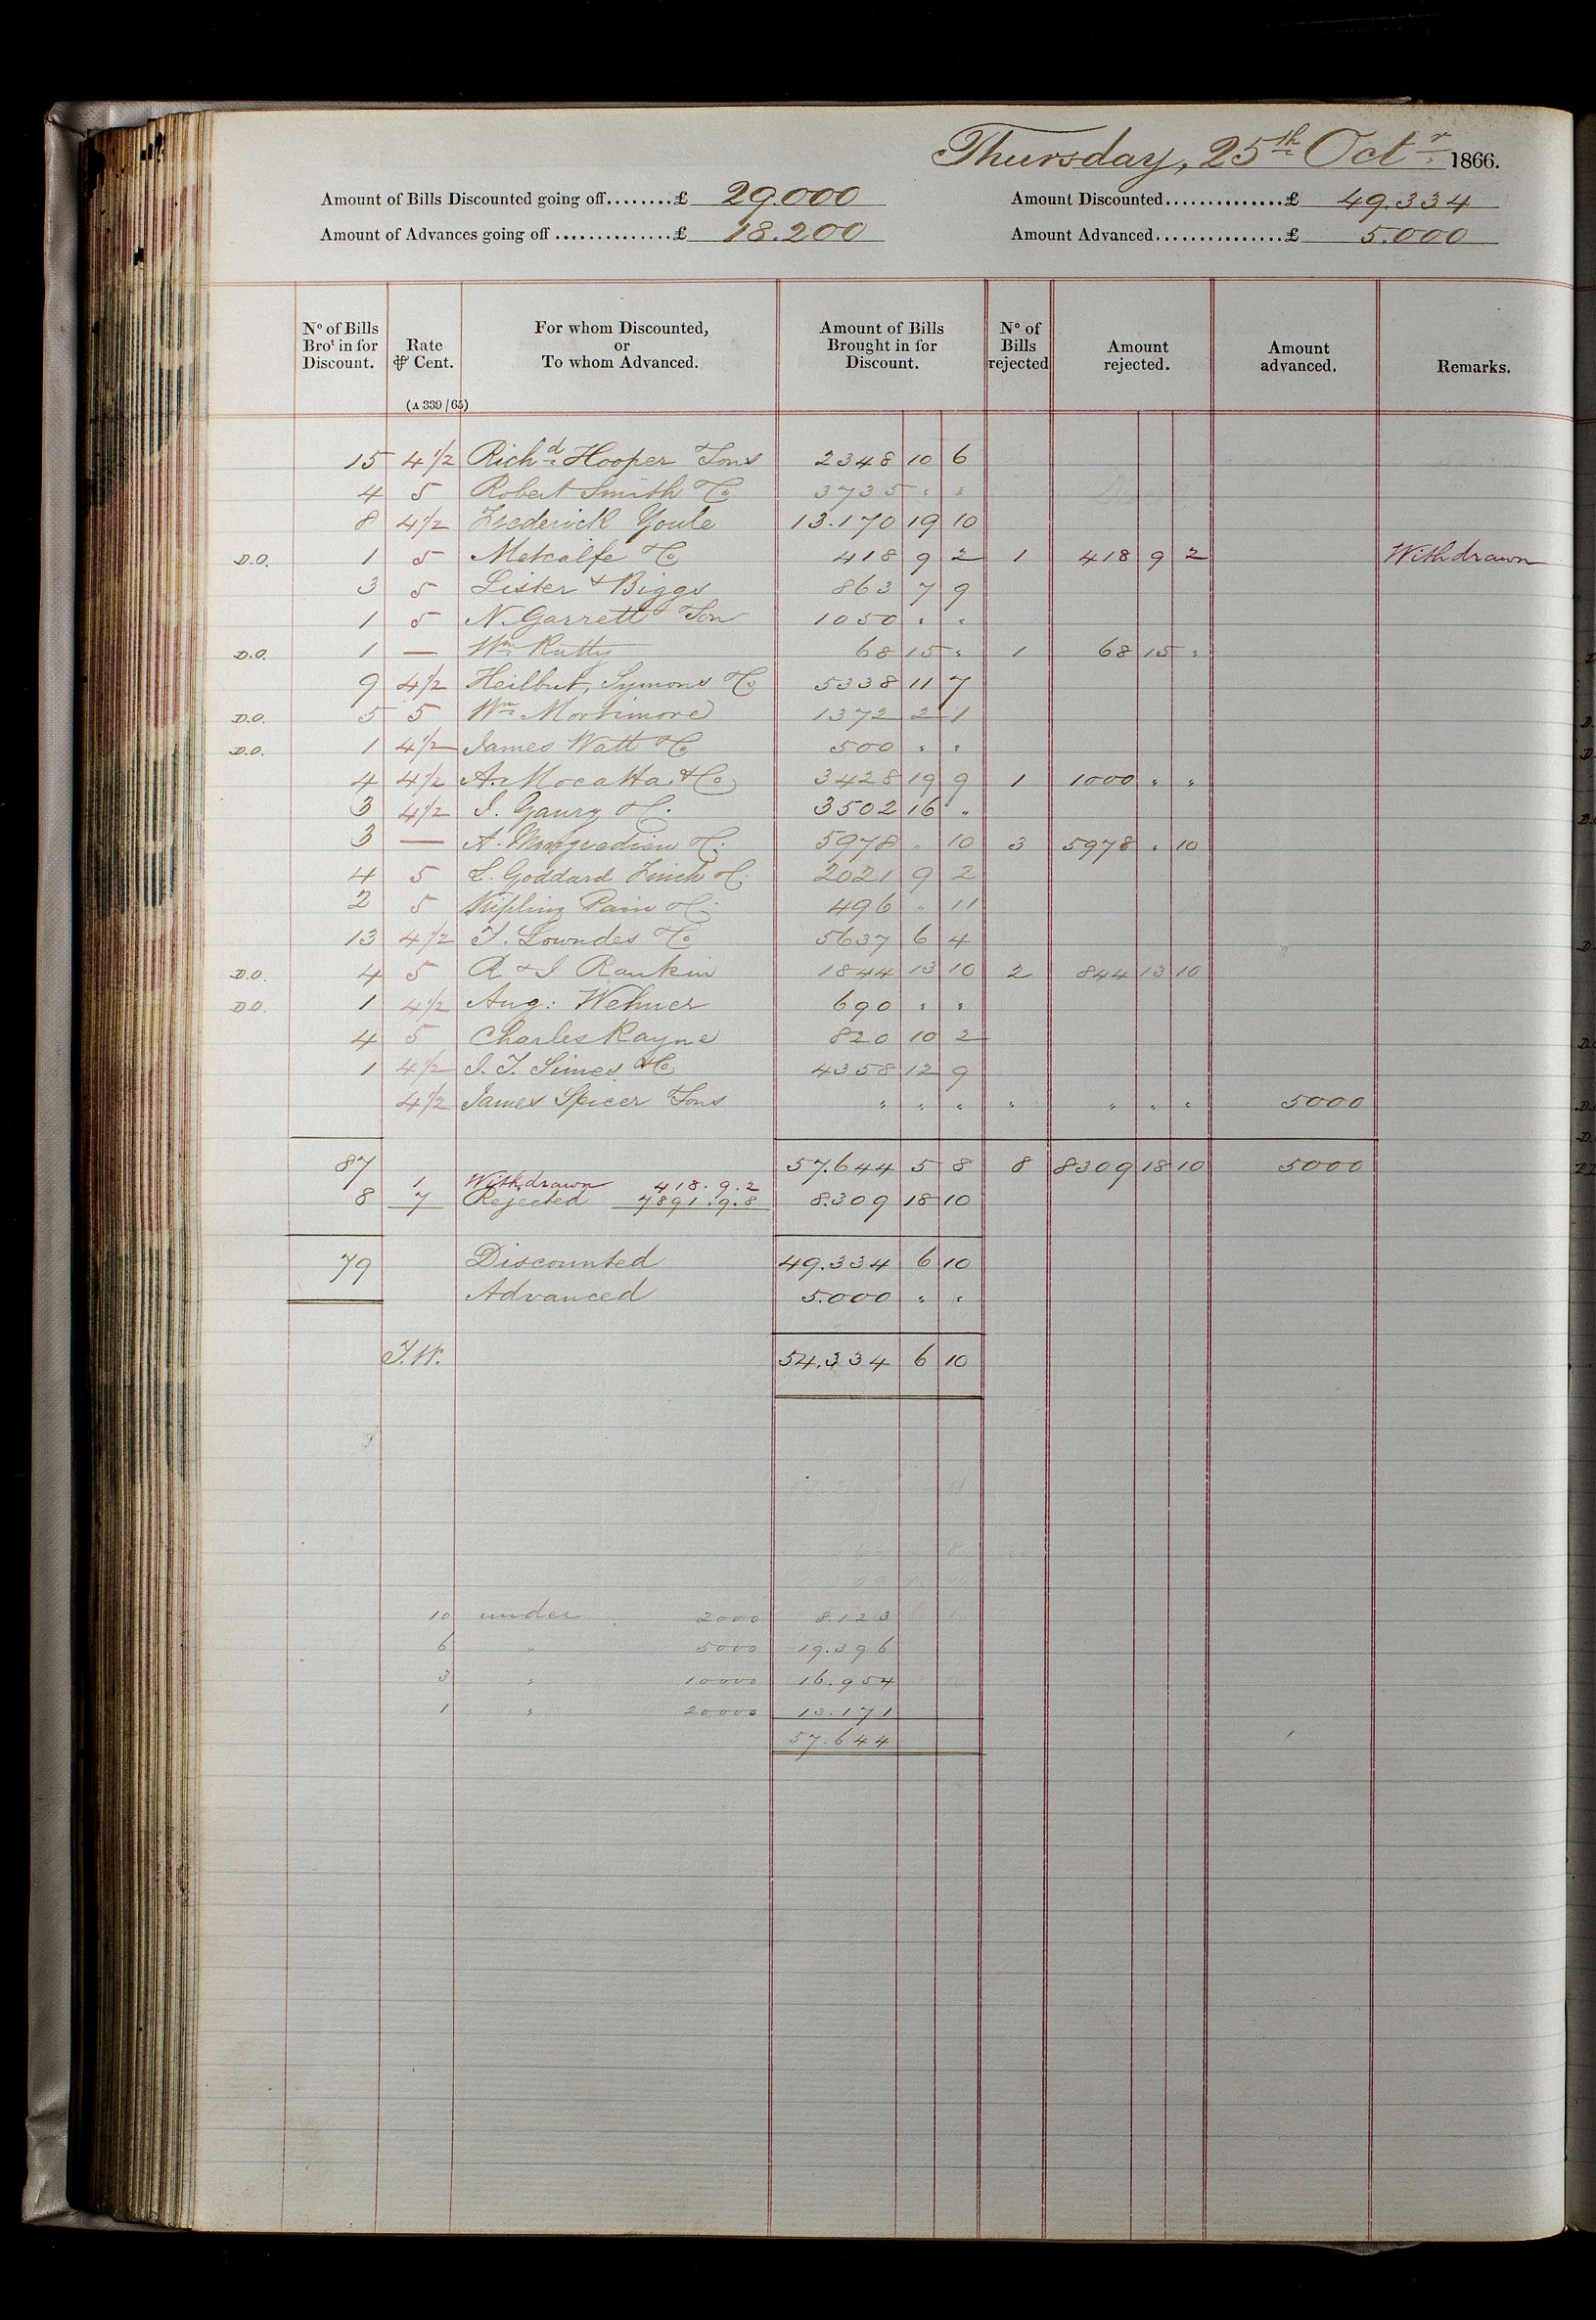 Thursday, 25th Octr 1866.
Amount of Bills Discounted going off........£ 29.000 Amount Discounted..............£ 49.334
Amount of Advances going off..............£ 18.200 Amount Advanced...............£ 5.000
No of Bills Brot in for Discount. Rate ⅌ Cent. (A 339/65) For whom Discounted, or To whom Advanced. Amount of Bills Brought in for Discount. No of Bills rejected Amount rejected. Amount advanced. Remarks.
15 4½ Richd Hooper Sons 2348 10 6
4 5 Robert Smith & Co 3735 " "
8 4½ Frederick Youle 13.170 19 10
D.O. 1 5 Metcalfe & Co 418 9 2 1 418 9 2 Withdrawn
3 5 Lister & Biggs 863 7 9
1 5 N. Garrett Son 1050 " "
D.O. 1 — Wm Rutty 68 15 " 1 68 15 "
9 4½ Heilbut, Symons & Co 5338 11 7
D.O. 5 5 Wm Mortimore 1372 2 1
D.O. 1 4½ James Watt & Co 500 " "
4 4½ A. Mocatta & Co 3428 19 9 1 1000 " "
3 4½ & Co. 3502 16 "
3 — A. & Co. 5978 " 10 3 5978 " 10
4 5 Goddard Finch & Co. 2021 9 2
2 5 Kipling Pain & Co. 496 " 11
13 4½ T. Lowndes & Co 5637 6 4
D.O. 4 5 R & J Rankin 1844 13 10 2 844 13 10
D.O. 1 4½ Aug: Wehner 690 " "
4 5 Charles Rayne 820 10 2
1 4½ J. T. Simes & Co 4358 12 9
4½ James Spicer Sons " " " " " " " 5000
87 57.644 5 8 8 8309 18 10 5000
1 Withdrawn 418.9.2
8 7 Rejected 7891.9.8 8.309 18 10
79 Discounted 49.334 6 10
Advanced 5.000 " "
J.W. 54.334 6 10
10 under 2000 8.123
6 " 5000 19.396
3 " 10000 16.954
1 " 20000 13.171
57.644